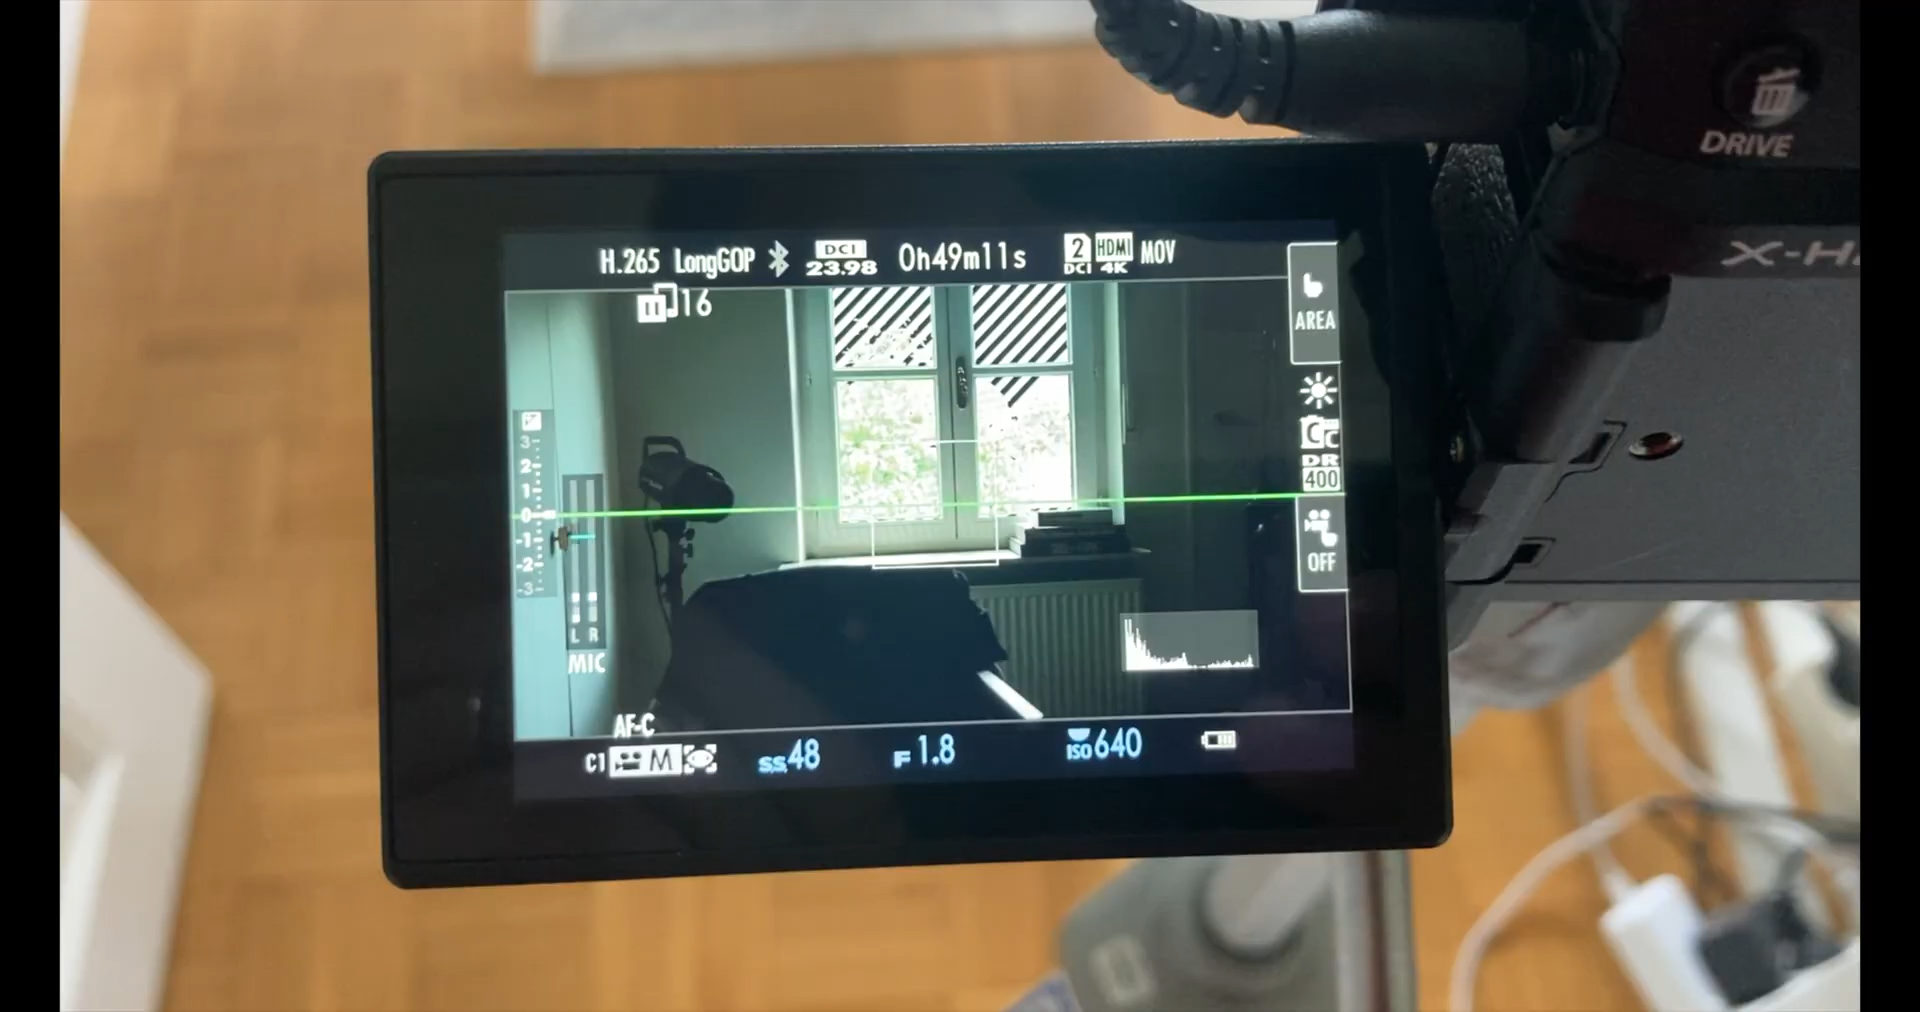 DRIVE
X-H
H.265 LongGOP DCI 23.98 0h49m11s 2 HDMI DCI 4K MOV
16
AREA
3
2
1
0
-1
-2
-3
L R
MIC
DR
400
OFF
AF-C
C1 M S.S. 48 F 1.8 ISO 640